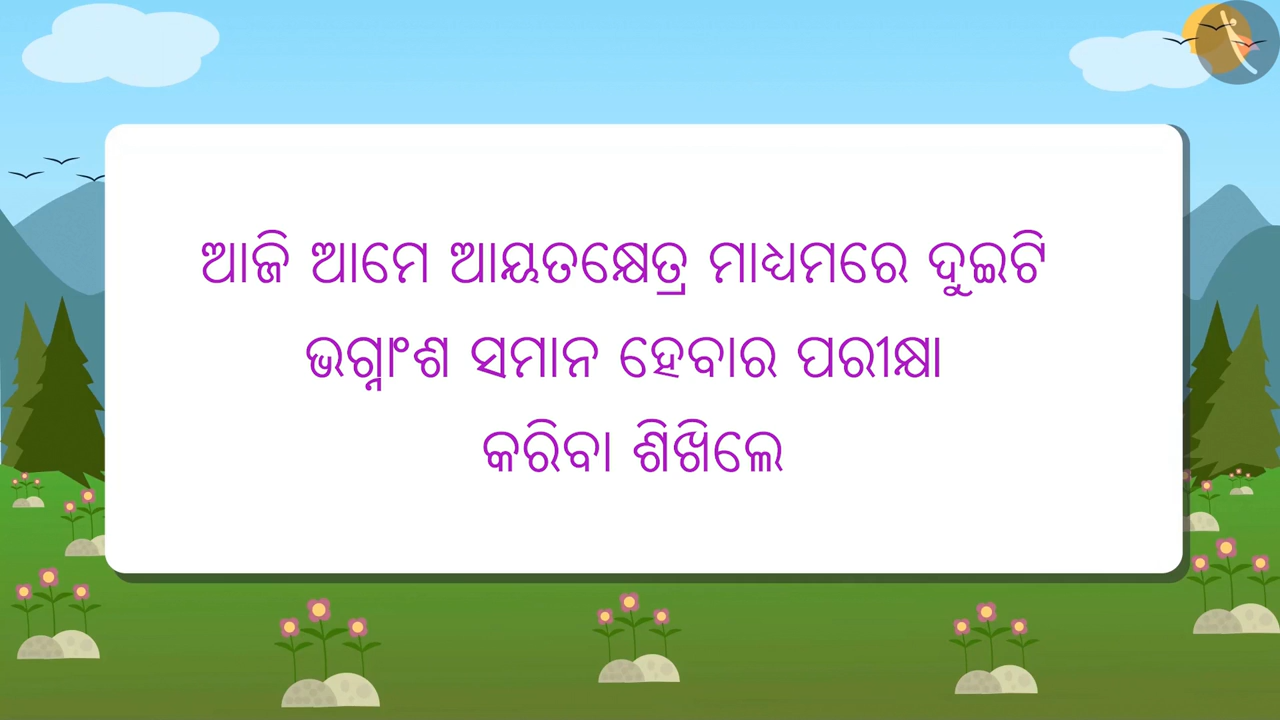 ଆଜି ଆମେ ଆୟତକ୍ଷେତ୍ର ମାଧ୍ୟମରେ ଦୁଇଟି
ଭଗ୍ନାଂଶ ସମାନ ହେବାର ପରୀକ୍ଷା
କରିବା ଶିଖିଲେ